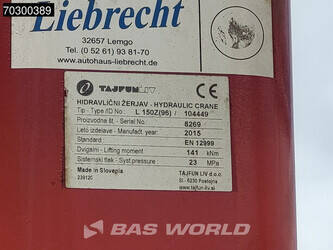 70300389
Liebrecht
32657 Lemgo
Tel. (0 52 61) 93 81-70
www.autohaus-liebrecht.de
TAJFUN LIV
CE
HIDRAVLIČNI ŽERJAV - HYDRAULIC CRANE
Tip - Type /ID No.: L 150Z(96) / 104449
Proizvodna št. - Serial No.: 8269
Leto izdelave - Manufact. year: 2015
Standard: EN 12999
Dvigalni - Lifting moment: 141 kNm
Sistemski tlak - Syst.pressure: 23 MPa
Made in Slovenia
TAJFUN LIV d.o.o.
SI - 6230 Postojna
www.tajfun-liv.si
BAS WORLD